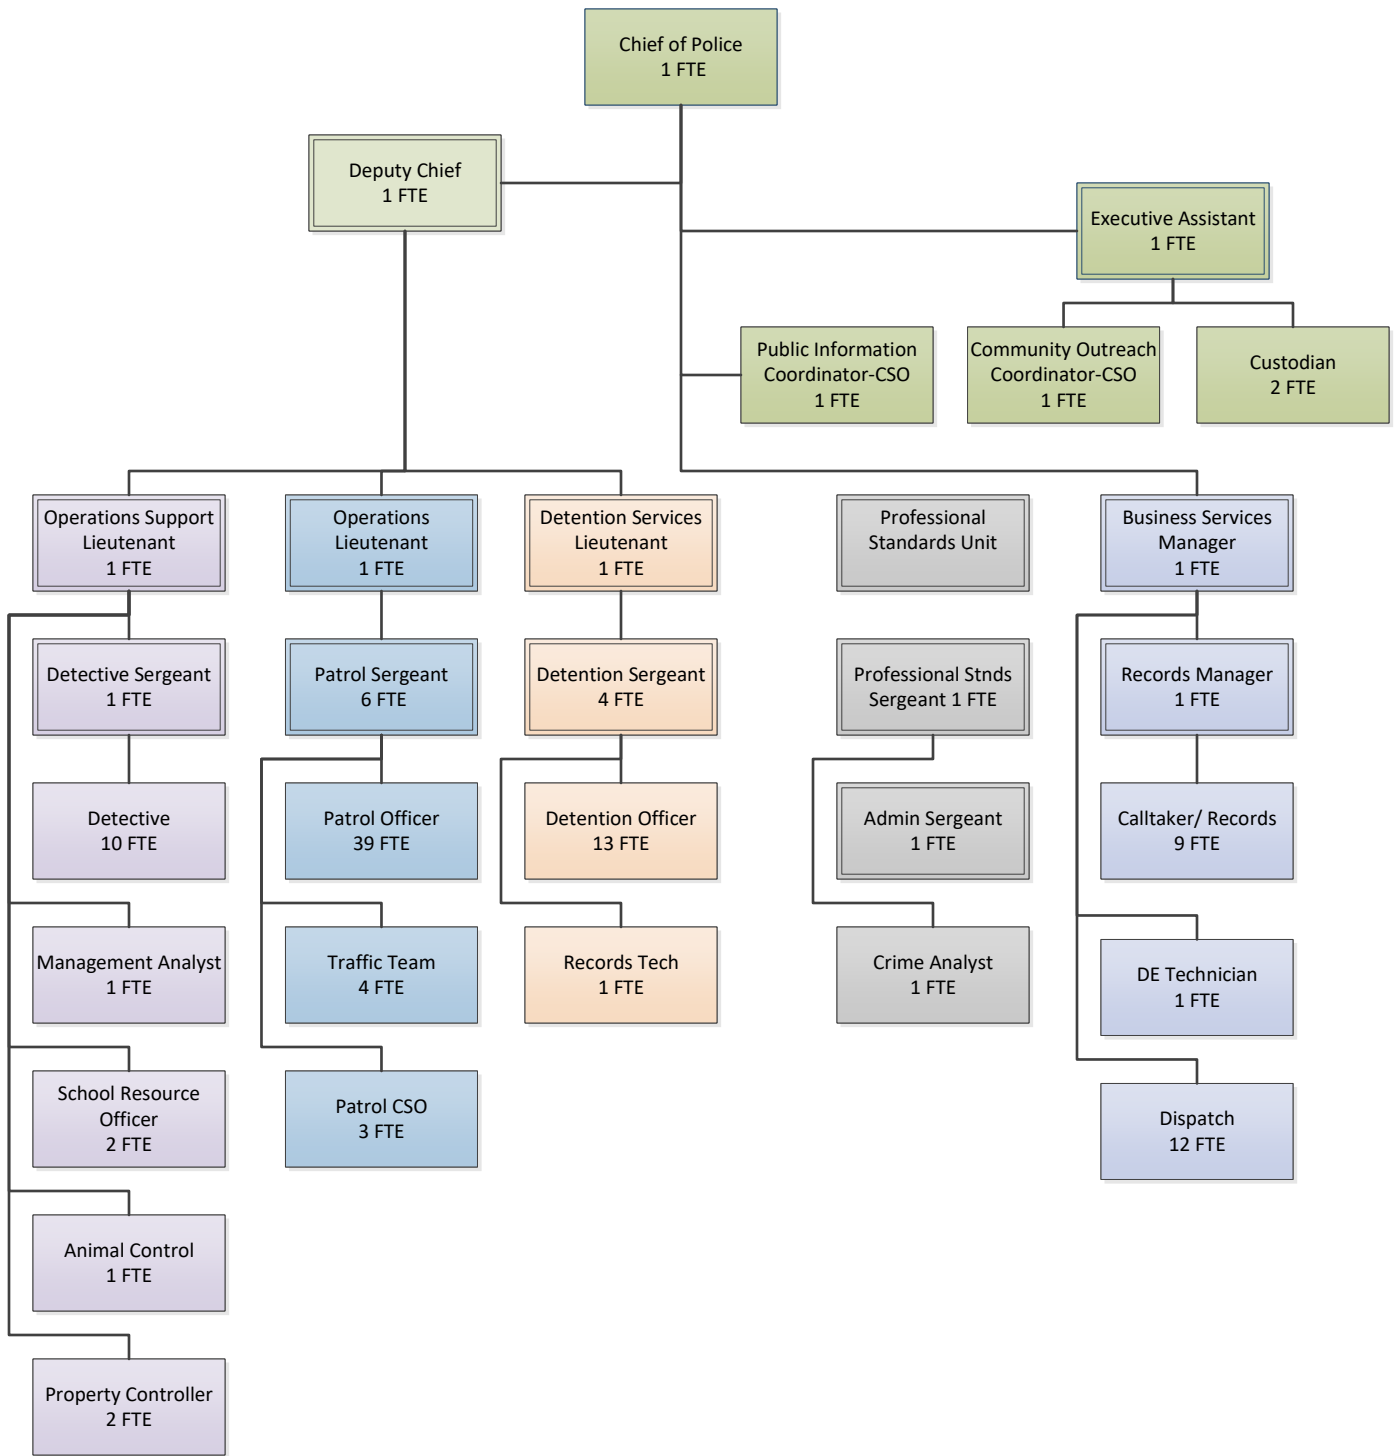 Chief of Police
1 FTE
Deputy Chief
1 FTE
Executive Assistant
1 FTE
Public Information
Coordinator-CSO
1 FTE
Community Outreach
Coordinator-CSO
1 FTE
Custodian
2 FTE
Operations Support
Lieutenant
1 FTE
Operations
Lieutenant
1 FTE
Detention Services
Lieutenant
1 FTE
Professional
Standards Unit
Business Services
Manager
1 FTE
Detective Sergeant
1 FTE
Patrol Sergeant
6 FTE
Detention Sergeant
4 FTE
Professional Stnds
Sergeant 1 FTE
Records Manager
1 FTE
Detective
10 FTE
Patrol Officer
39 FTE
Detention Officer
13 FTE
Admin Sergeant
1 FTE
Calltaker/ Records
9 FTE
Management Analyst
1 FTE
Traffic Team
4 FTE
Records Tech
1 FTE
Crime Analyst
1 FTE
DE Technician
1 FTE
School Resource
Officer
2 FTE
Patrol CSO
3 FTE
Dispatch
12 FTE
Animal Control
1 FTE
Property Controller
2 FTE